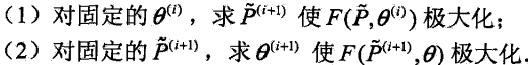 （1）对固定的 θ^(i)，求 P̃^(i+1) 使 F(P̃,θ^(i)) 极大化；
（2）对固定的 P̃^(i+1)，求 θ^(i+1) 使 F(P̃^(i+1),θ) 极大化.